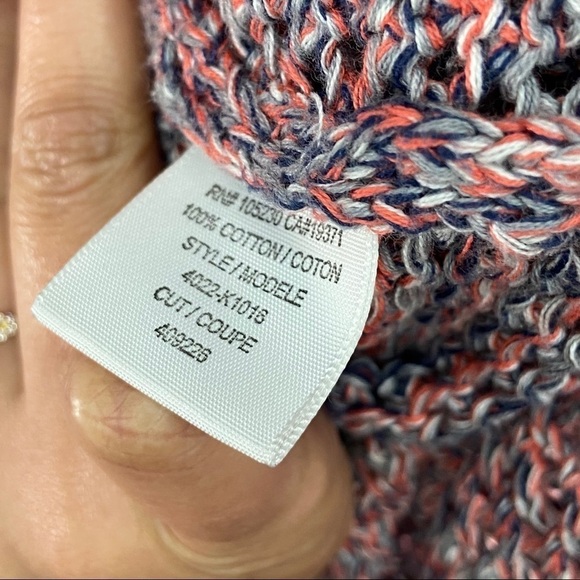 RN# 105230 CA#19371
100% COTTON / COTON
STYLE / MODELE
4022-K1016
CUT / COUPE
409226